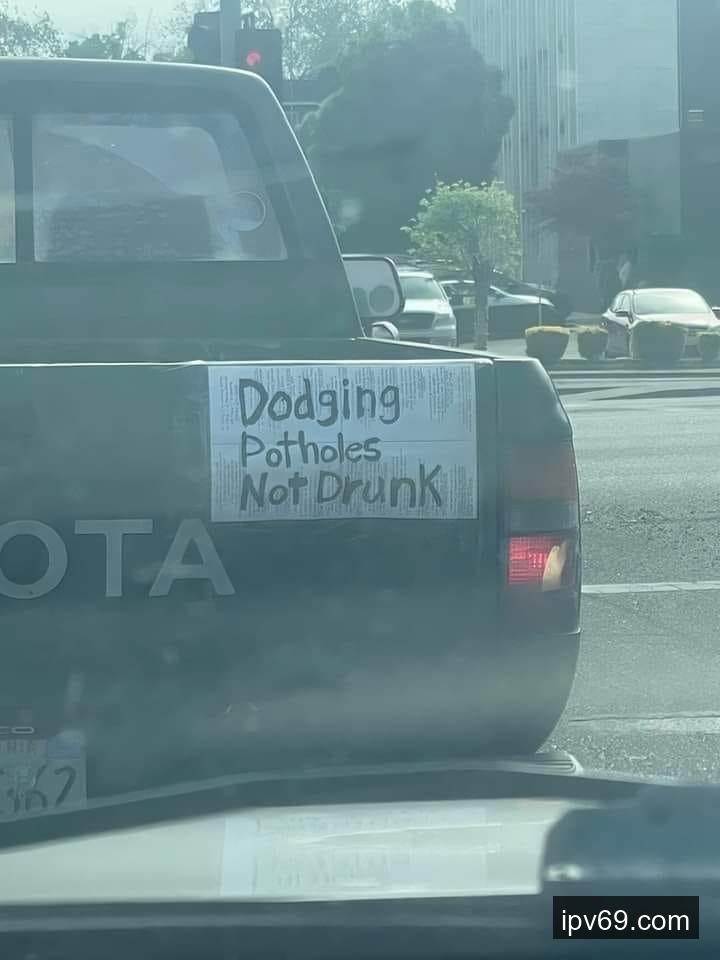 Dodging
Potholes
Not Drunk
OTA
ipv69.com